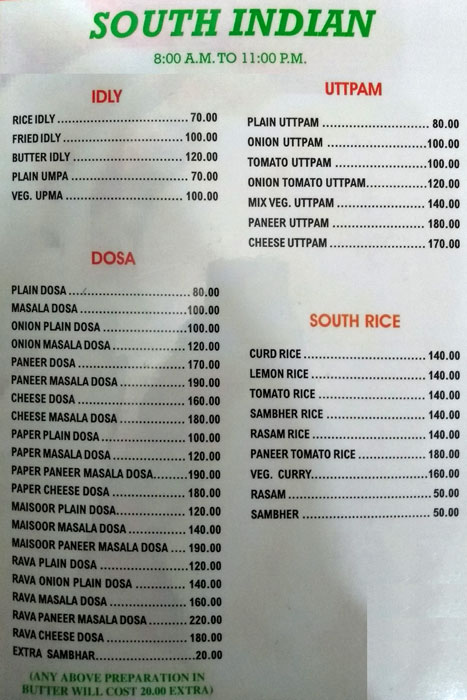 SOUTH INDIAN
8:00 A.M. TO 11:00 P.M.
IDLY
RICE IDLY ........................... 70.00
FRIED IDLY ......................... 100.00
BUTTER IDLY ...................... 120.00
PLAIN UMPA ....................... 70.00
VEG. UPMA ........................ 100.00
DOSA
PLAIN DOSA ........................ 80.00
MASALA DOSA ..................... 100.00
ONION PLAIN DOSA ............... 100.00
ONION MASALA DOSA ............. 120.00
PANEER DOSA ...................... 170.00
PANEER MASALA DOSA ............ 190.00
CHEESE DOSA ...................... 160.00
CHEESE MASALA DOSA ............ 180.00
PAPER PLAIN DOSA ................ 100.00
PAPER MASALA DOSA .............. 120.00
PAPER PANEER MASALA DOSA........ 190.00
PAPER CHEESE DOSA ............... 180.00
MAISOOR PLAIN DOSA.............. 120.00
MAISOOR MASALA DOSA ............ 140.00
MAISOOR PANEER MASALA DOSA .... 190.00
RAVA PLAIN DOSA .................. 120.00
RAVA ONION PLAIN DOSA .......... 140.00
RAVA MASALA DOSA ................ 160.00
RAVA PANEER MASALA DOSA ........ 220.00
RAVA CHEESE DOSA ................ 180.00
EXTRA SAMBHAR.................... 20.00
(ANY ABOVE PREPARATION IN
BUTTER WILL COST 20.00 EXTRA)
UTTPAM
PLAIN UTTPAM ..................... 80.00
ONION UTTPAM .................... 100.00
TOMATO UTTPAM .................. 100.00
ONION TOMATO UTTPAM............ 120.00
MIX VEG. UTTPAM ................. 140.00
PANEER UTTPAM ................... 180.00
CHEESE UTTPAM ................... 170.00
SOUTH RICE
CURD RICE ......................... 140.00
LEMON RICE ....................... 140.00
TOMATO RICE ...................... 140.00
SAMBHER RICE .................... 140.00
RASAM RICE ....................... 140.00
PANEER TOMATO RICE ............. 180.00
VEG. CURRY........................ 160.00
RASAM ............................. 50.00
SAMBHER .......................... 50.00